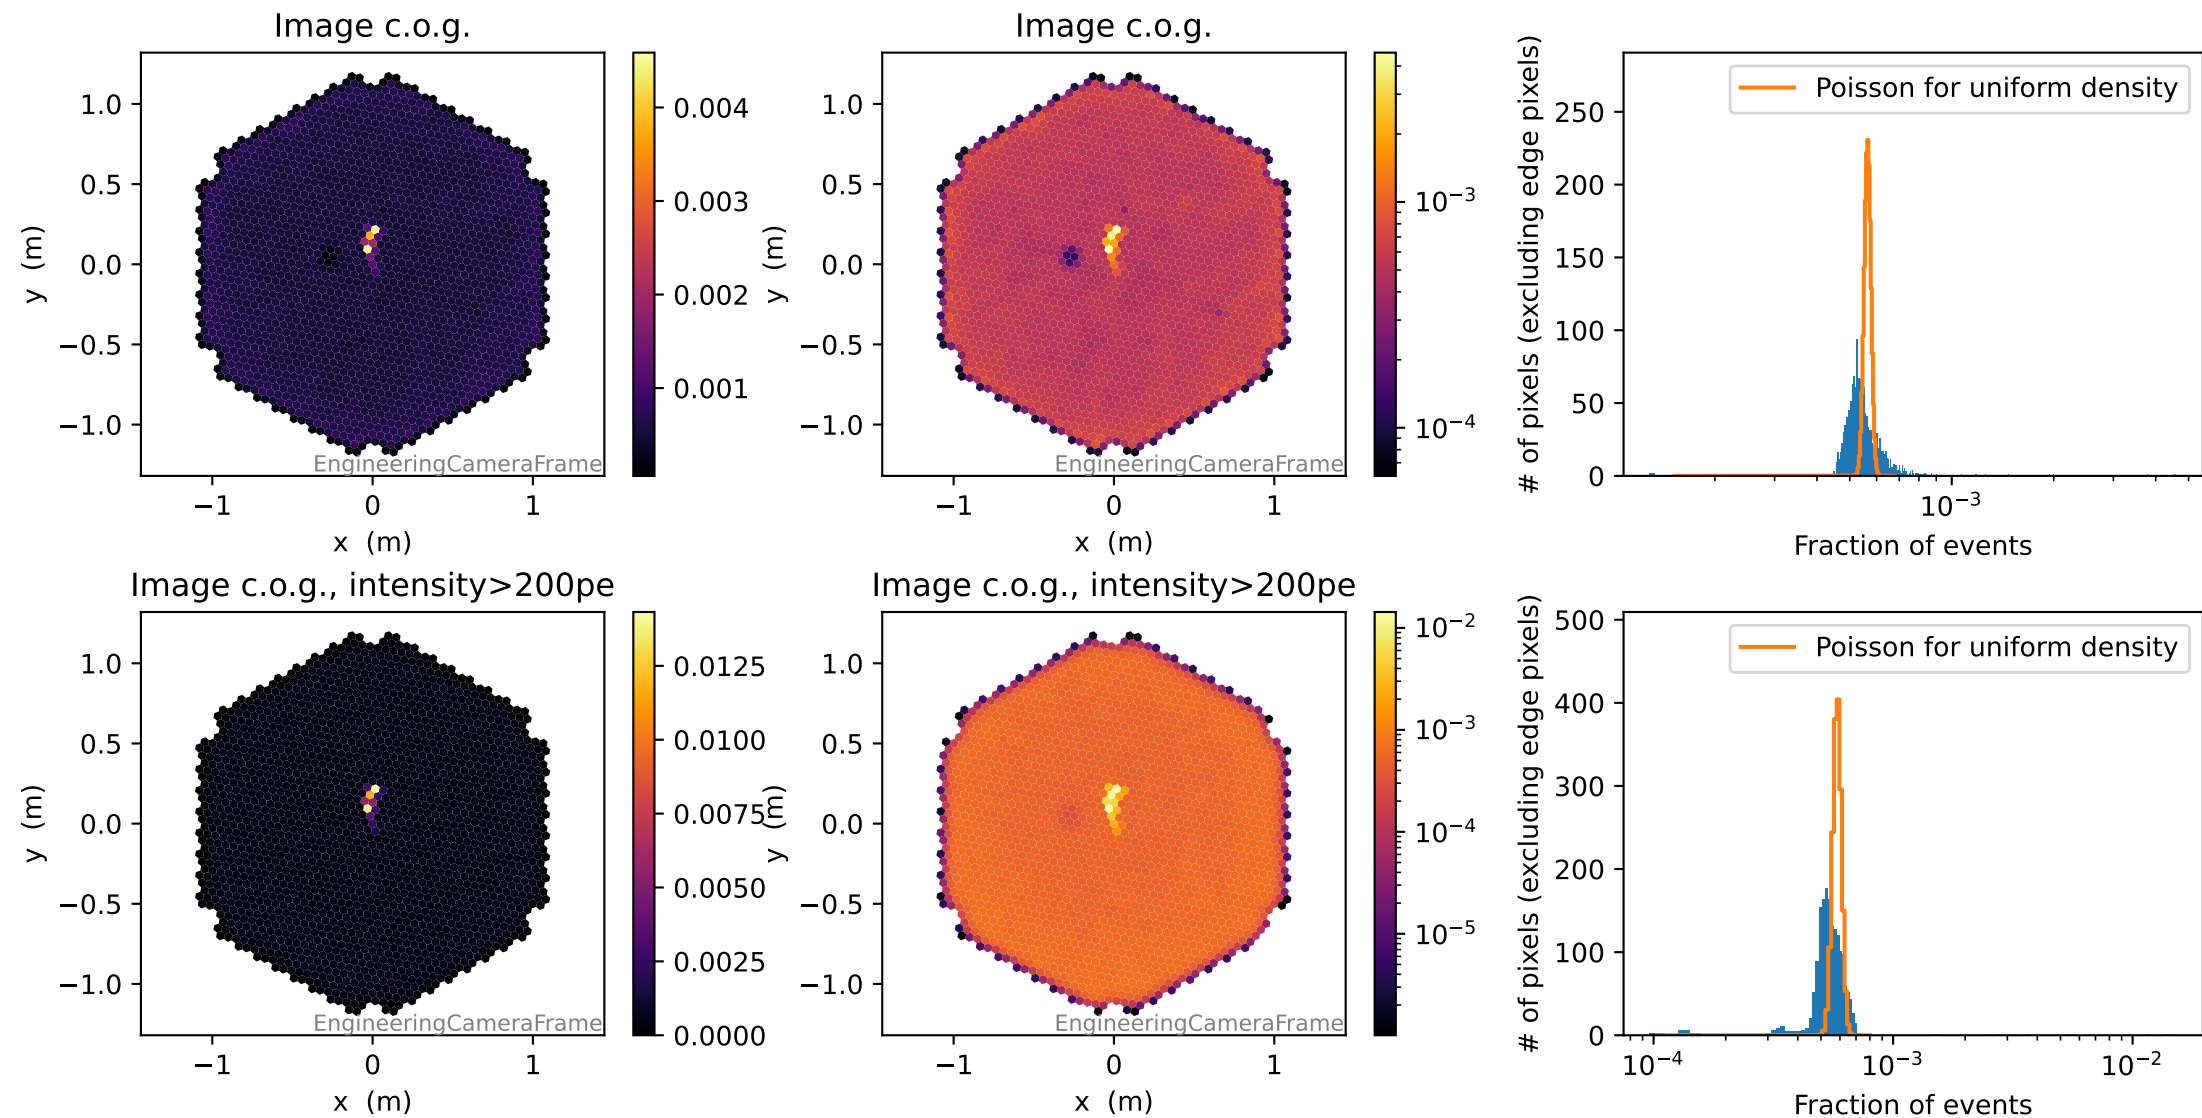 Image c.o.g.
1.0
0.5
0.0
−0.5
−1.0
y (m)
EngineeringCameraFrame
−1
0
1
x (m)
0.004
0.003
0.002
0.001
Image c.o.g.
1.0
0.5
0.0
−0.5
−1.0
y (m)
EngineeringCameraFrame
−1
0
1
x (m)
10⁻³
10⁻⁴
# of pixels (excluding edge pixels)
250
200
150
100
50
0
Poisson for uniform density
10⁻³
Fraction of events
Image c.o.g., intensity>200pe
1.0
0.5
0.0
−0.5
−1.0
y (m)
EngineeringCameraFrame
−1
0
1
x (m)
0.0125
0.0100
0.0075
0.0050
0.0025
0.0000
Image c.o.g., intensity>200pe
1.0
0.5
0.0
−0.5
−1.0
y (m)
EngineeringCameraFrame
−1
0
1
x (m)
10⁻²
10⁻³
10⁻⁴
10⁻⁵
# of pixels (excluding edge pixels)
500
400
300
200
100
0
Poisson for uniform density
10⁻⁴
10⁻³
10⁻²
Fraction of events